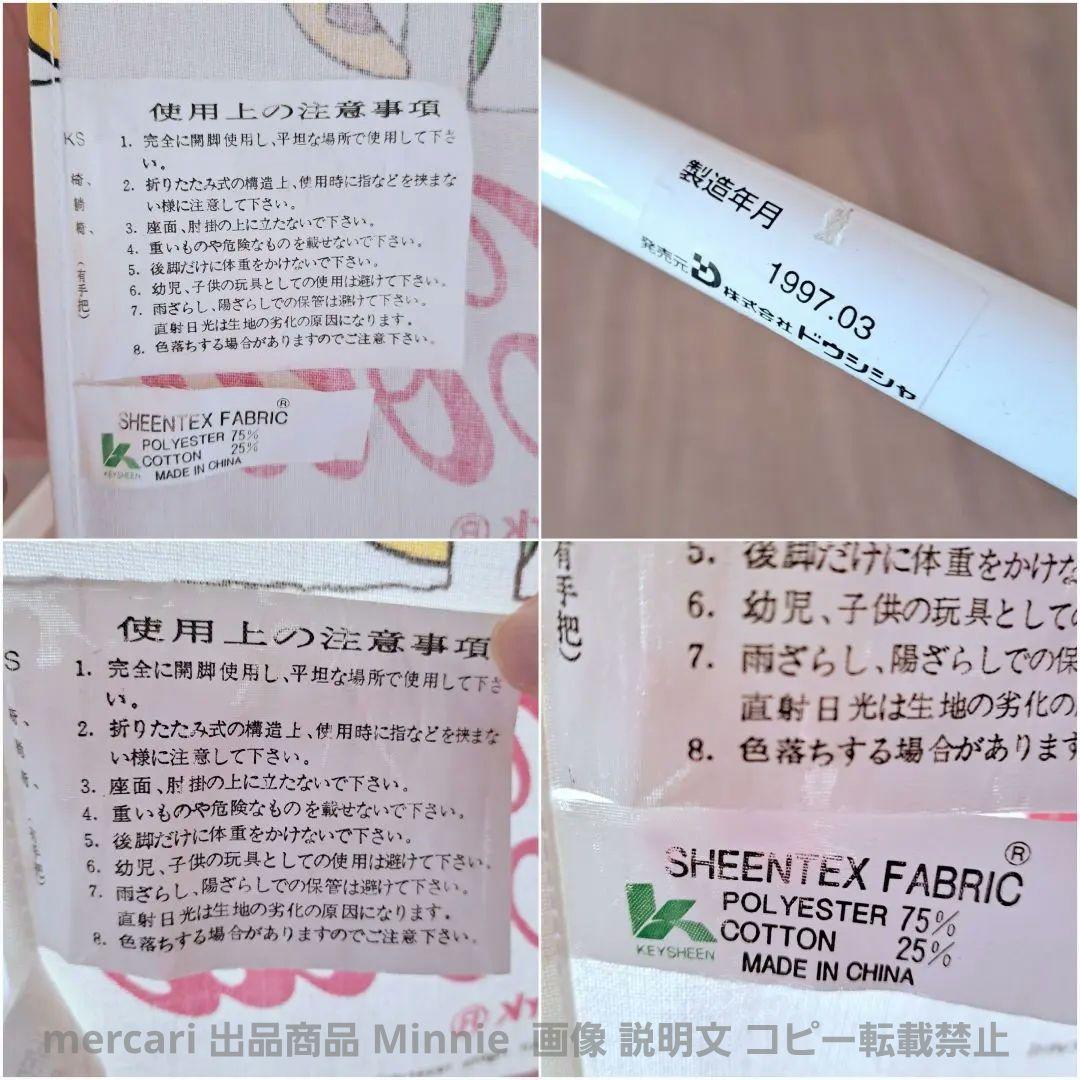 使用上の注意事項
KS
椅、
躺
椅、
(有手把)
1. 完全に開脚使用し、平坦な場所で使用して下さ
い。
2. 折りたたみ式の構造上、使用時に指などを挟まな
い様に注意して下さい。
3. 座面、肘掛の上に立たないで下さい。
4. 重いものや危険なものを載せないで下さい。
5. 後脚だけに体重をかけないで下さい。
6. 幼児、子供の玩具としての使用は避けて下さい。
7. 雨ざらし、陽ざらしでの保管は避けて下さい。
直射日光は生地の劣化の原因になります。
8. 色落ちする場合がありますのでご注意下さい。
SHEENTEX FABRIC®
POLYESTER 75%
COTTON 25%
MADE IN CHINA
KEYSHEEN
製造年月
1997.03
発売元 株式会社 ドウシシャ
使用上の注意事項
S
1. 完全に開脚使用し、平坦な場所で使用して下さ
い。
2. 折りたたみ式の構造上、使用時に指などを挟まな
い様に注意して下さい。
3. 座面、肘掛の上に立たないで下さい。
4. 重いものや危険なものを載せないで下さい。
5. 後脚だけに体重をかけないで下さい。
6. 幼児、子供の玩具としての使用は避けて下さい。
7. 雨ざらし、陽ざらしでの保管は避けて下さい。
直射日光は生地の劣化の原因になります。
8. 色落ちする場合がありますのでご注意下さい。
有手把)
5. 後脚だけに体重をかけな
6. 幼児、子供の玩具としての
7. 雨ざらし、陽ざらしでの保
直射日光は生地の劣化の
8. 色落ちする場合があります
SHEENTEX FABRIC®
POLYESTER 75%
COTTON 25%
MADE IN CHINA
KEYSHEEN
mercari 出品商品 Minnie 画像 説明文 コピー転載禁止